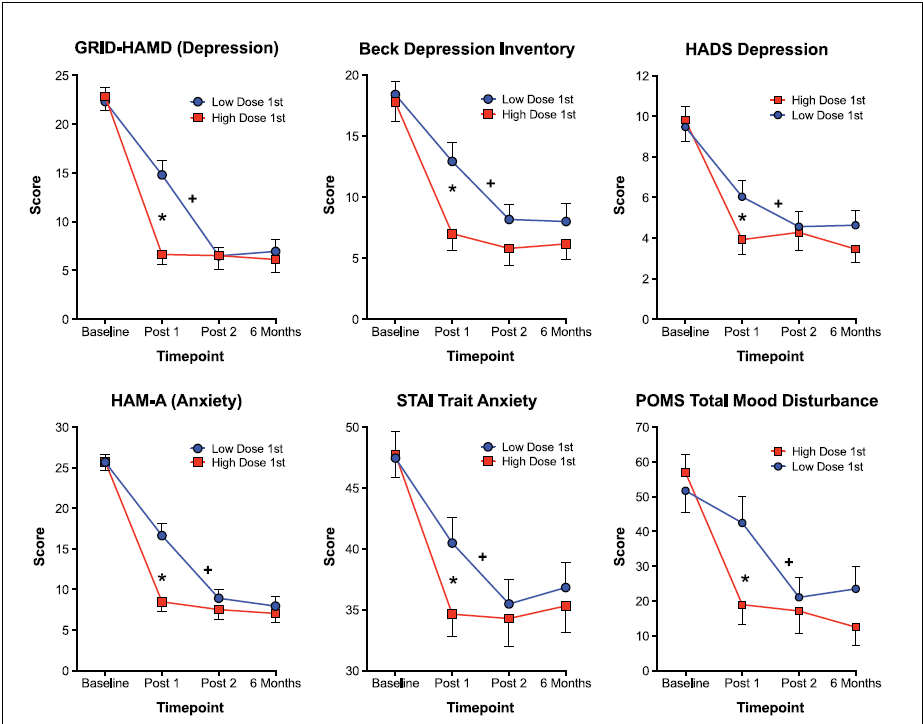 GRID-HAMD (Depression)
25
20
15
10
5
0
Score
Low Dose 1st
High Dose 1st
*
+
Baseline Post 1 Post 2 6 Months
Timepoint
Beck Depression Inventory
20
15
10
5
0
Score
Low Dose 1st
High Dose 1st
*
+
Baseline Post 1 Post 2 6 Months
Timepoint
HADS Depression
12
10
8
6
4
2
0
Score
High Dose 1st
Low Dose 1st
*
+
Baseline Post 1 Post 2 6 Months
Timepoint
HAM-A (Anxiety)
30
25
20
15
10
5
0
Score
Low Dose 1st
High Dose 1st
*
+
Baseline Post 1 Post 2 6 Months
Timepoint
STAI Trait Anxiety
50
45
40
35
30
Score
Low Dose 1st
High Dose 1st
*
+
Baseline Post 1 Post 2 6 Months
Timepoint
POMS Total Mood Disturbance
70
60
50
40
30
20
10
0
Score
High Dose 1st
Low Dose 1st
*
+
Baseline Post 1 Post 2 6 Months
Timepoint